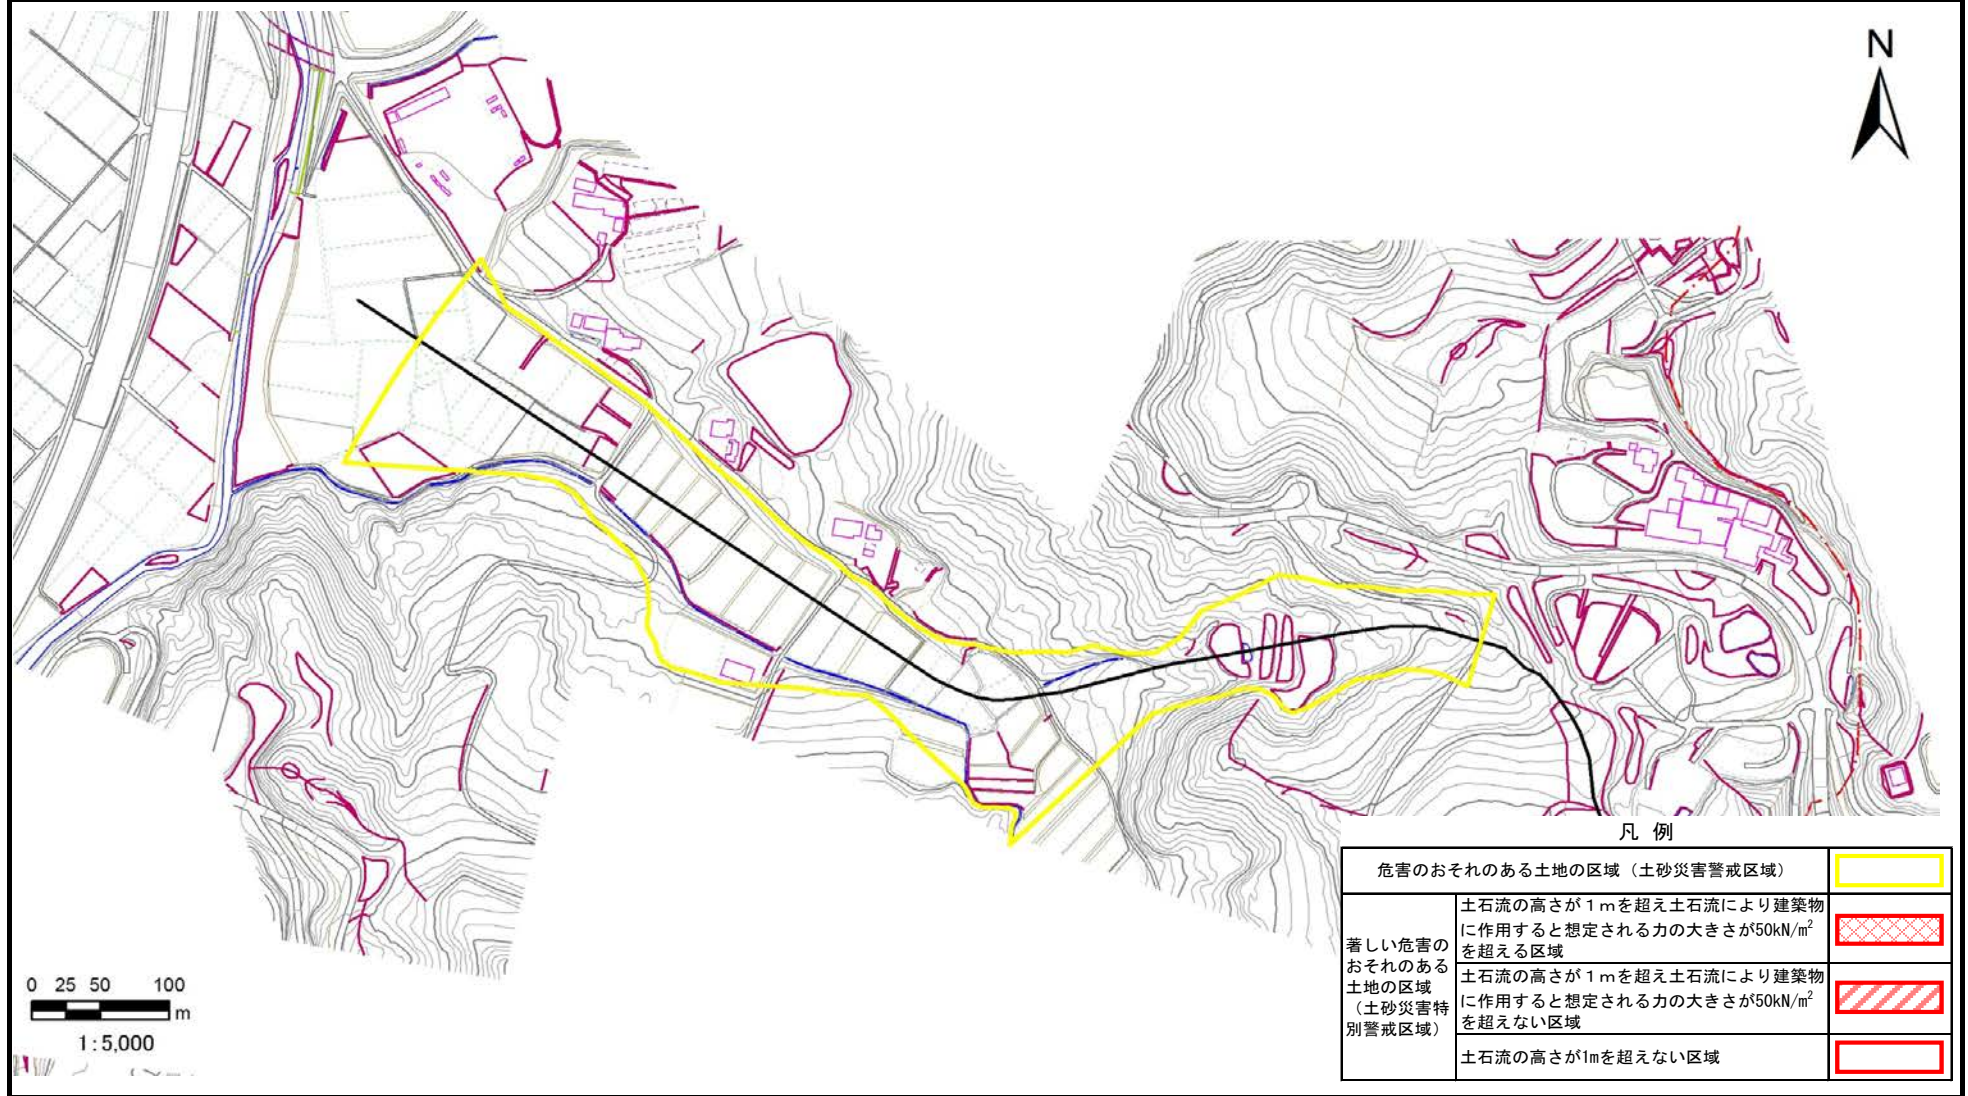 N
凡 例
危害のおそれのある土地の区域（土砂災害警戒区域）
著しい危害の
おそれのある
土地の区域
（土砂災害特
別警戒区域）
土石流の高さが１ｍを超え土石流により建築物
に作用すると想定される力の大きさが50kN/m²
を超える区域
土石流の高さが１ｍを超え土石流により建築物
に作用すると想定される力の大きさが50kN/m²
を超えない区域
土石流の高さが1mを超えない区域
0 25 50 100
m
1:5,000